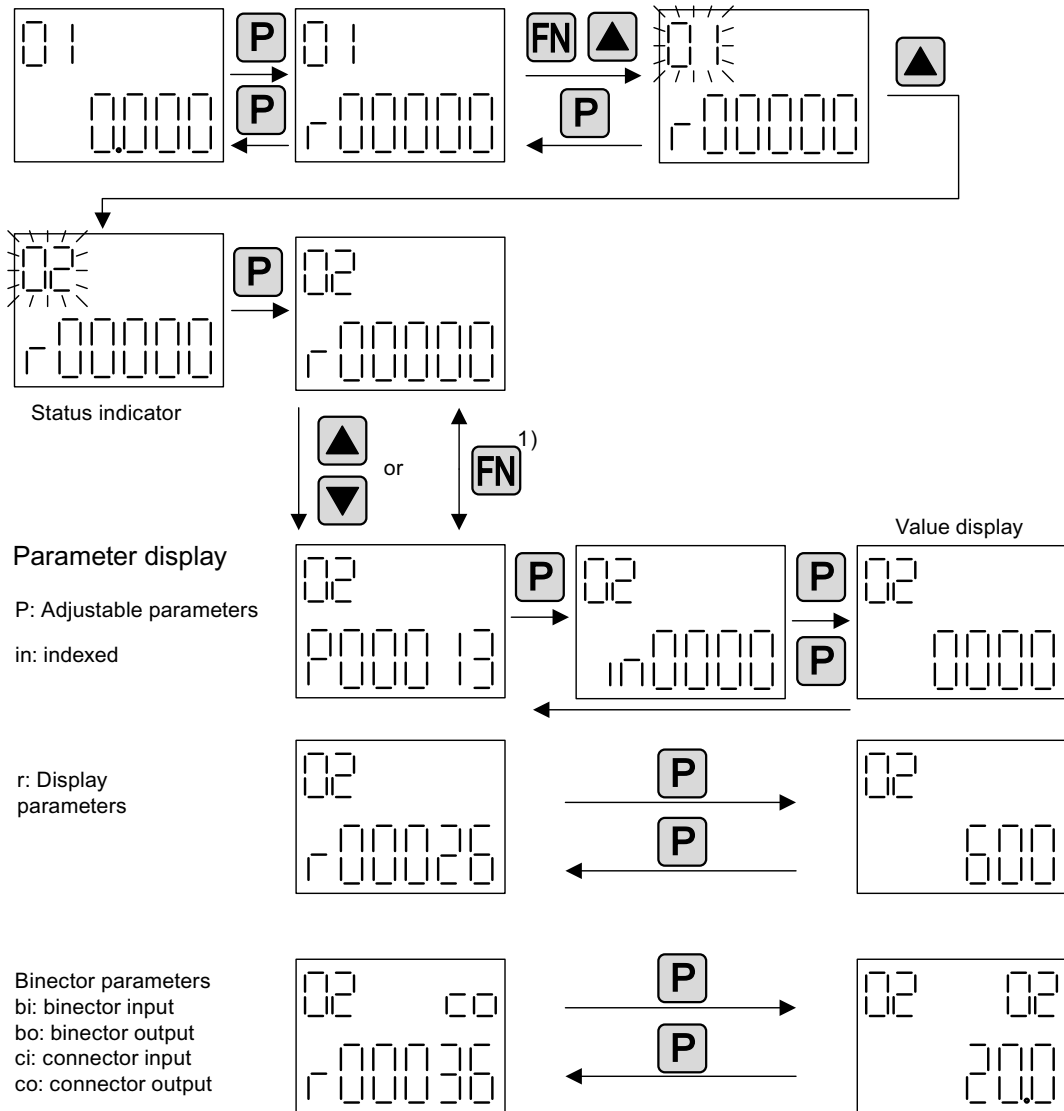 01
0.000
P
P
01
r00000
FN
P
01
r00000
02
r00000
Status indicator
P
02
r00000
or
FN 1)
Parameter display
P: Adjustable parameters
in: indexed
02
P00013
P
02
in0000
P
P
Value display
02
0000
r: Display
parameters
02
r00026
P
P
02
600
Binector parameters
bi: binector input
bo: binector output
ci: connector input
co: connector output
02 co
r00036
P
P
02 02
20.0